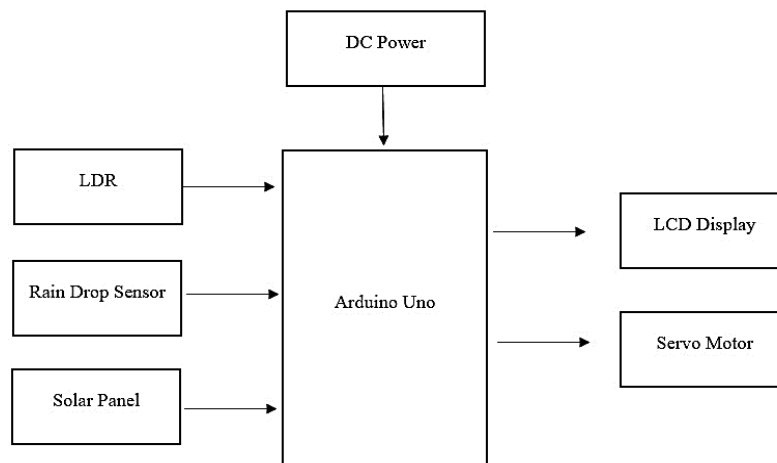 DC Power
LDR
LCD Display
Rain Drop Sensor
Arduino Uno
Servo Motor
Solar Panel